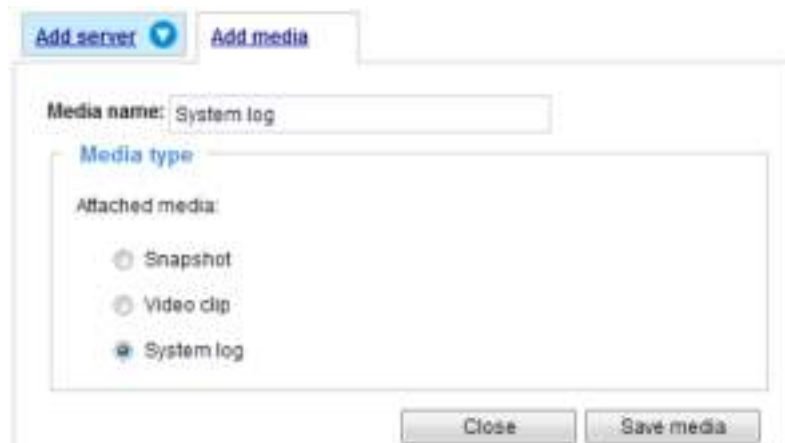 Add server Add media
Media name: System log
Media type
Attached media:
Snapshot
Video clip
System log
Close Save media